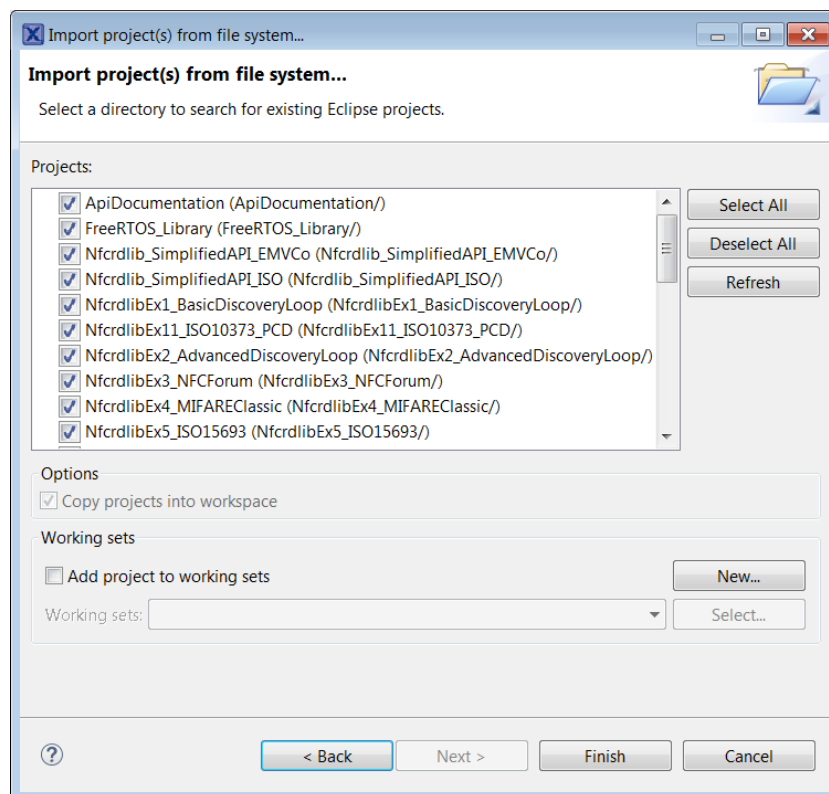 Import project(s) from file system...
Import project(s) from file system...
Select a directory to search for existing Eclipse projects.
Projects:
ApiDocumentation (ApiDocumentation/)
FreeRTOS_Library (FreeRTOS_Library/)
Nfcrdlib_SimplifiedAPI_EMVCo (Nfcrdlib_SimplifiedAPI_EMVCo/)
Nfcrdlib_SimplifiedAPI_ISO (Nfcrdlib_SimplifiedAPI_ISO/)
NfcrdlibEx1_BasicDiscoveryLoop (NfcrdlibEx1_BasicDiscoveryLoop/)
NfcrdlibEx11_ISO10373_PCD (NfcrdlibEx11_ISO10373_PCD/)
NfcrdlibEx2_AdvancedDiscoveryLoop (NfcrdlibEx2_AdvancedDiscoveryLoop/)
NfcrdlibEx3_NFCForum (NfcrdlibEx3_NFCForum/)
NfcrdlibEx4_MIFAREClassic (NfcrdlibEx4_MIFAREClassic/)
NfcrdlibEx5_ISO15693 (NfcrdlibEx5_ISO15693/)
Select All
Deselect All
Refresh
Options
Copy projects into workspace
Working sets
Add project to working sets
New...
Working sets:
Select...
? < Back Next > Finish Cancel